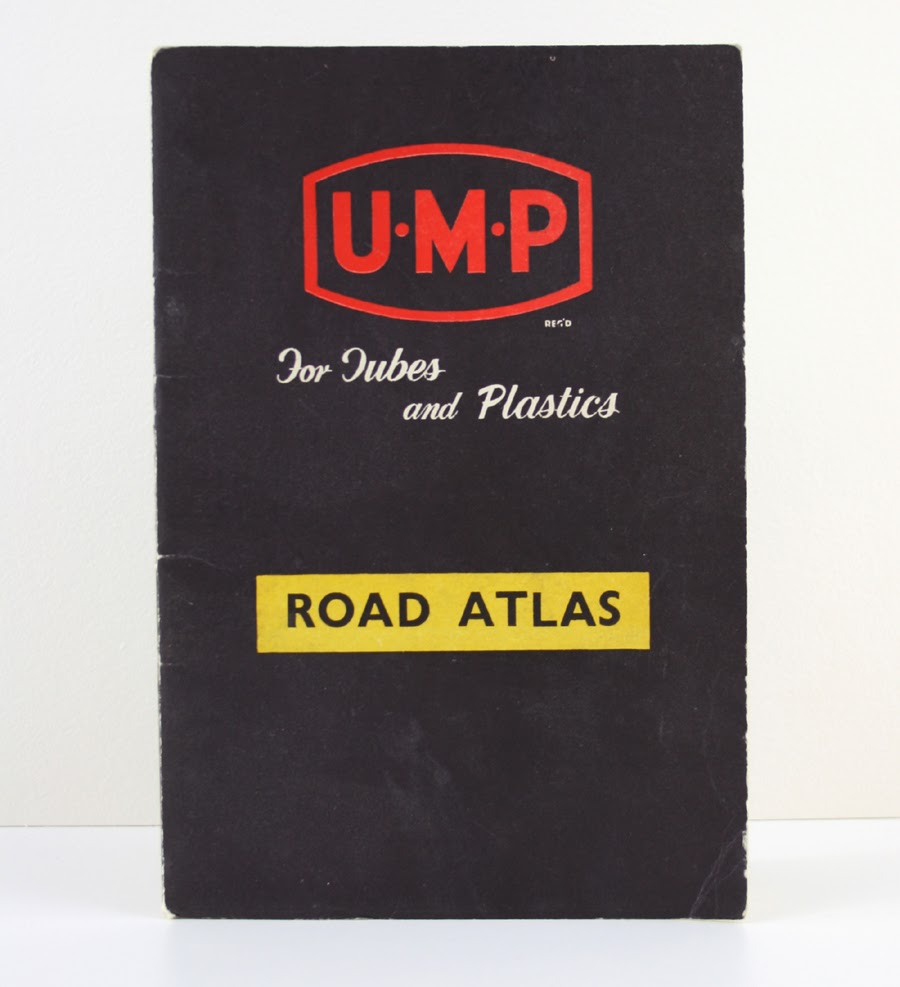 U·M·P
REG'D
For Tubes
and Plastics
ROAD ATLAS